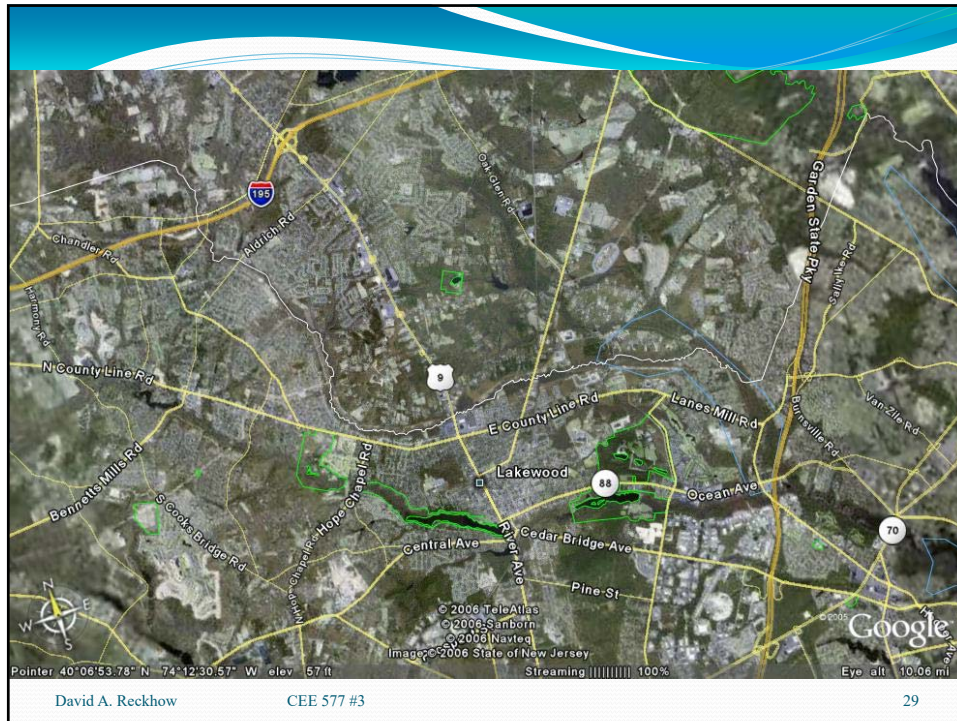 195
Aldrich Rd
Oak Glen Rd
Garden State Pky
Chandler Rd
Harmony Rd
N County Line Rd
9
E County Line Rd
Lanes Mill Rd
Burnsville Rd
Van-Zile Rd
Bennetts Mills Rd
Hope Chapel Rd
Lakewood
88
Ocean Ave
70
S Cooks Bridge Rd
Central Ave
River Ave
Cedar Bridge Ave
Pine St
© 2006 TeleAtlas
© 2006 Sanborn
© 2006 Navteq
Image © 2006 State of New Jersey
©2005
Google
Pointer 40°06'53.78" N 74°12'30.57" W elev 57 ft
Streaming |||||||||| 100%
Eye alt 10.06 mi
N
E
W
S
David A. Reckhow
CEE 577 #3
29